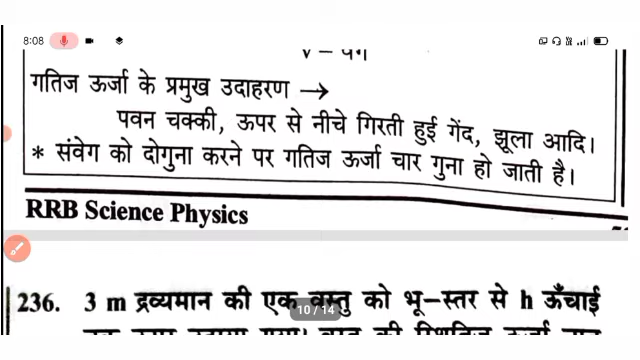 8:08
V – वेग
गतिज ऊर्जा के प्रमुख उदाहरण →
पवन चक्की, ऊपर से नीचे गिरती हुई गेंद, झूला आदि।
* संवेग को दोगुना करने पर गतिज ऊर्जा चार गुना हो जाती है।
RRB Science Physics
236. 3 m द्रव्यमान की एक वस्तु को भू–स्तर से h ऊँचाई
10 / 14